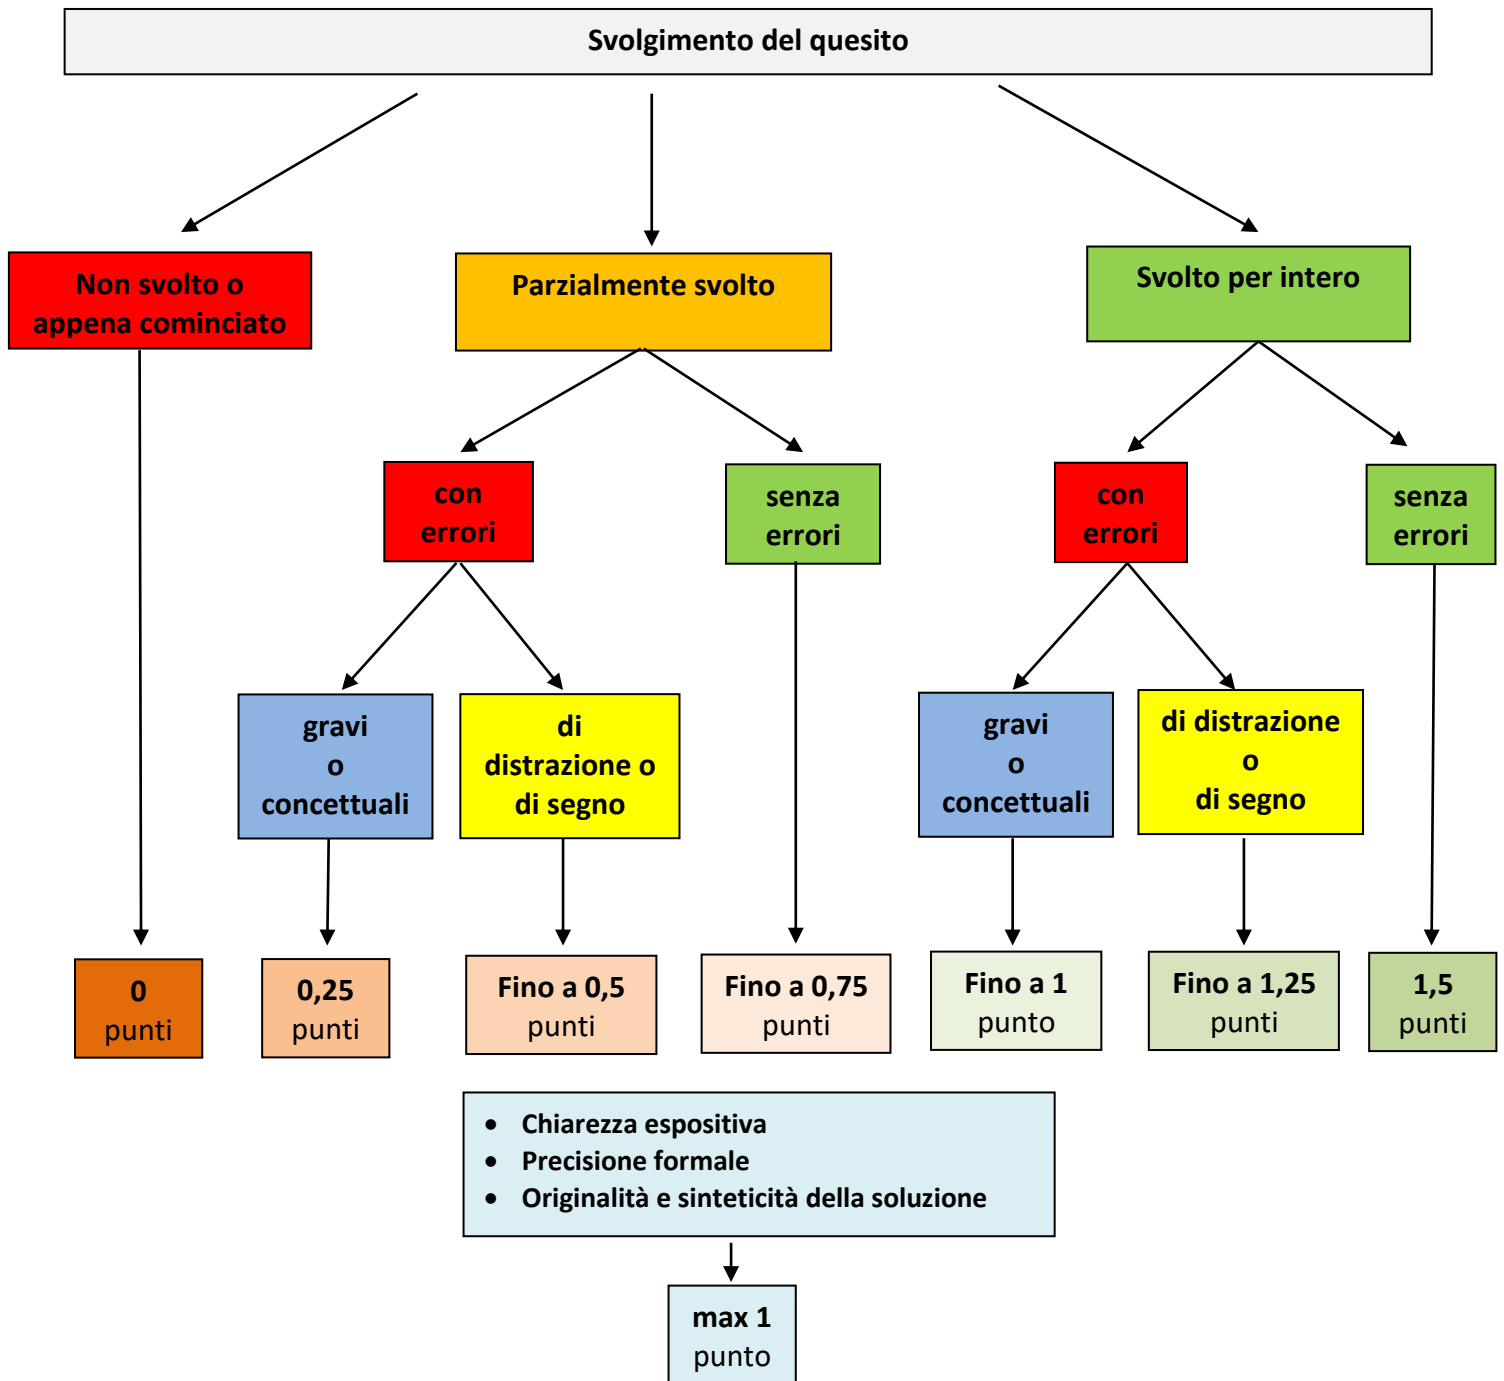 Svolgimento del quesito
Non svolto o
appena cominciato
Parzialmente svolto
Svolto per intero
con
errori
senza
errori
con
errori
senza
errori
gravi
o
concettuali
di
distrazione o
di segno
gravi
o
concettuali
di distrazione
o
di segno
0
punti
0,25
punti
Fino a 0,5
punti
Fino a 0,75
punti
Fino a 1
punto
Fino a 1,25
punti
1,5
punti
• Chiarezza espositiva
• Precisione formale
• Originalità e sinteticità della soluzione
max 1
punto